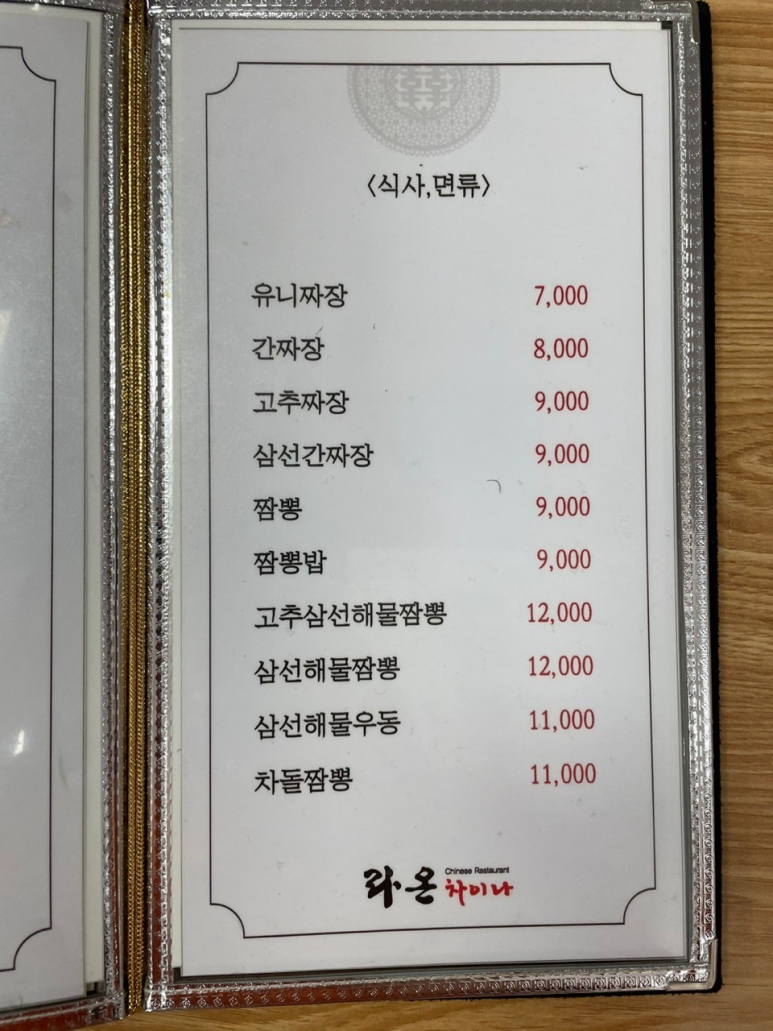 <식사,면류>
유니짜장 7,000
간짜장 8,000
고추짜장 9,000
삼선간짜장 9,000
짬뽕 9,000
짬뽕밥 9,000
고추삼선해물짬뽕 12,000
삼선해물짬뽕 12,000
삼선해물우동 11,000
차돌짬뽕 11,000
Chinese Restaurant
라온 차이나